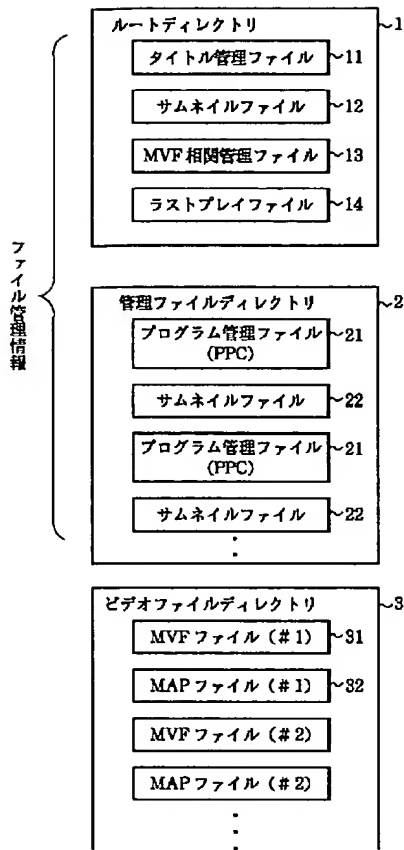 ルートディレクトリ ~1
タイトル管理ファイル ~11
サムネイルファイル ~12
MVF相関管理ファイル ~13
ラストプレイファイル ~14
ファイル管理情報
管理ファイルディレクトリ ~2
プログラム管理ファイル ~21
(PPC)
サムネイルファイル ~22
プログラム管理ファイル ~21
(PPC)
サムネイルファイル ~22
ビデオファイルディレクトリ ~3
MVFファイル (#1) ~31
MAPファイル (#1) ~32
MVFファイル (#2)
MAPファイル (#2)